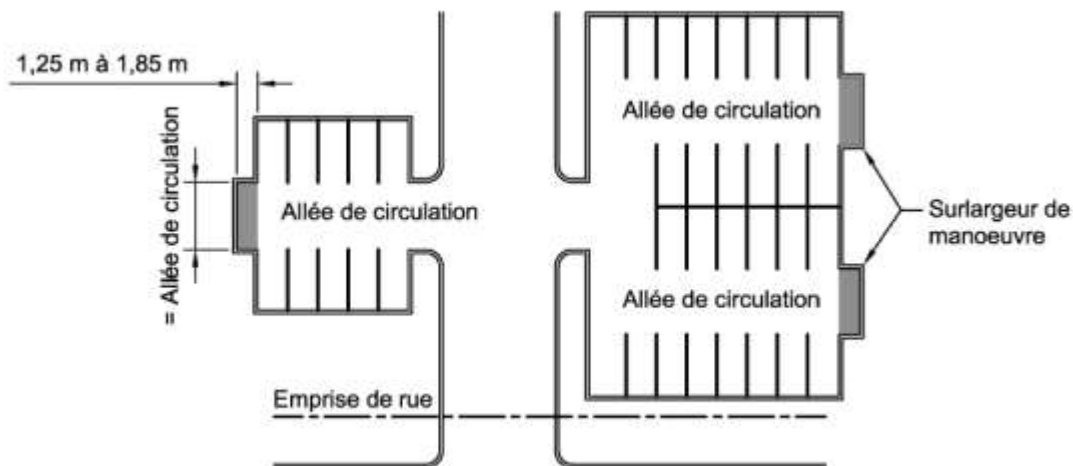 1,25 m à 1,85 m
= Allée de circulation
Allée de circulation
Allée de circulation
Allée de circulation
Surlargeur de
manoeuvre
Emprise de rue